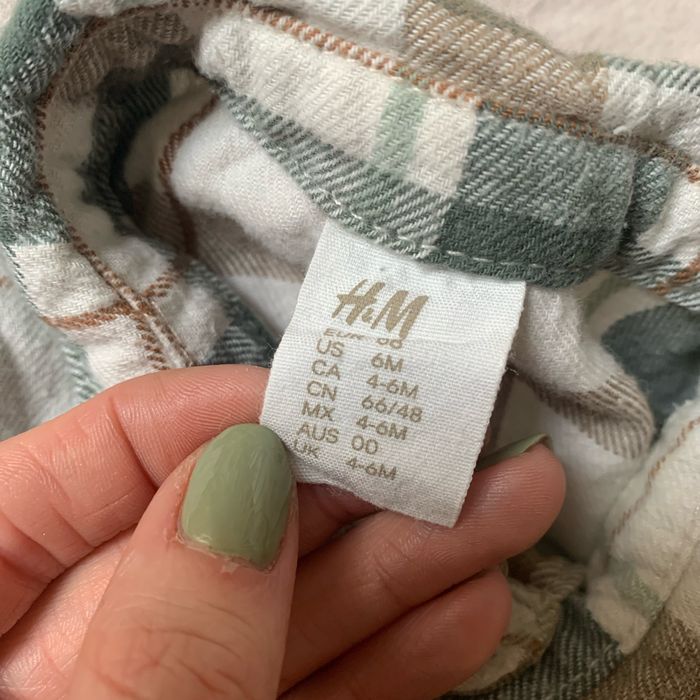 H&M
US 6M
CA 4-6M
CN 66/48
MX 4-6M
AUS 00
UK 4-6M